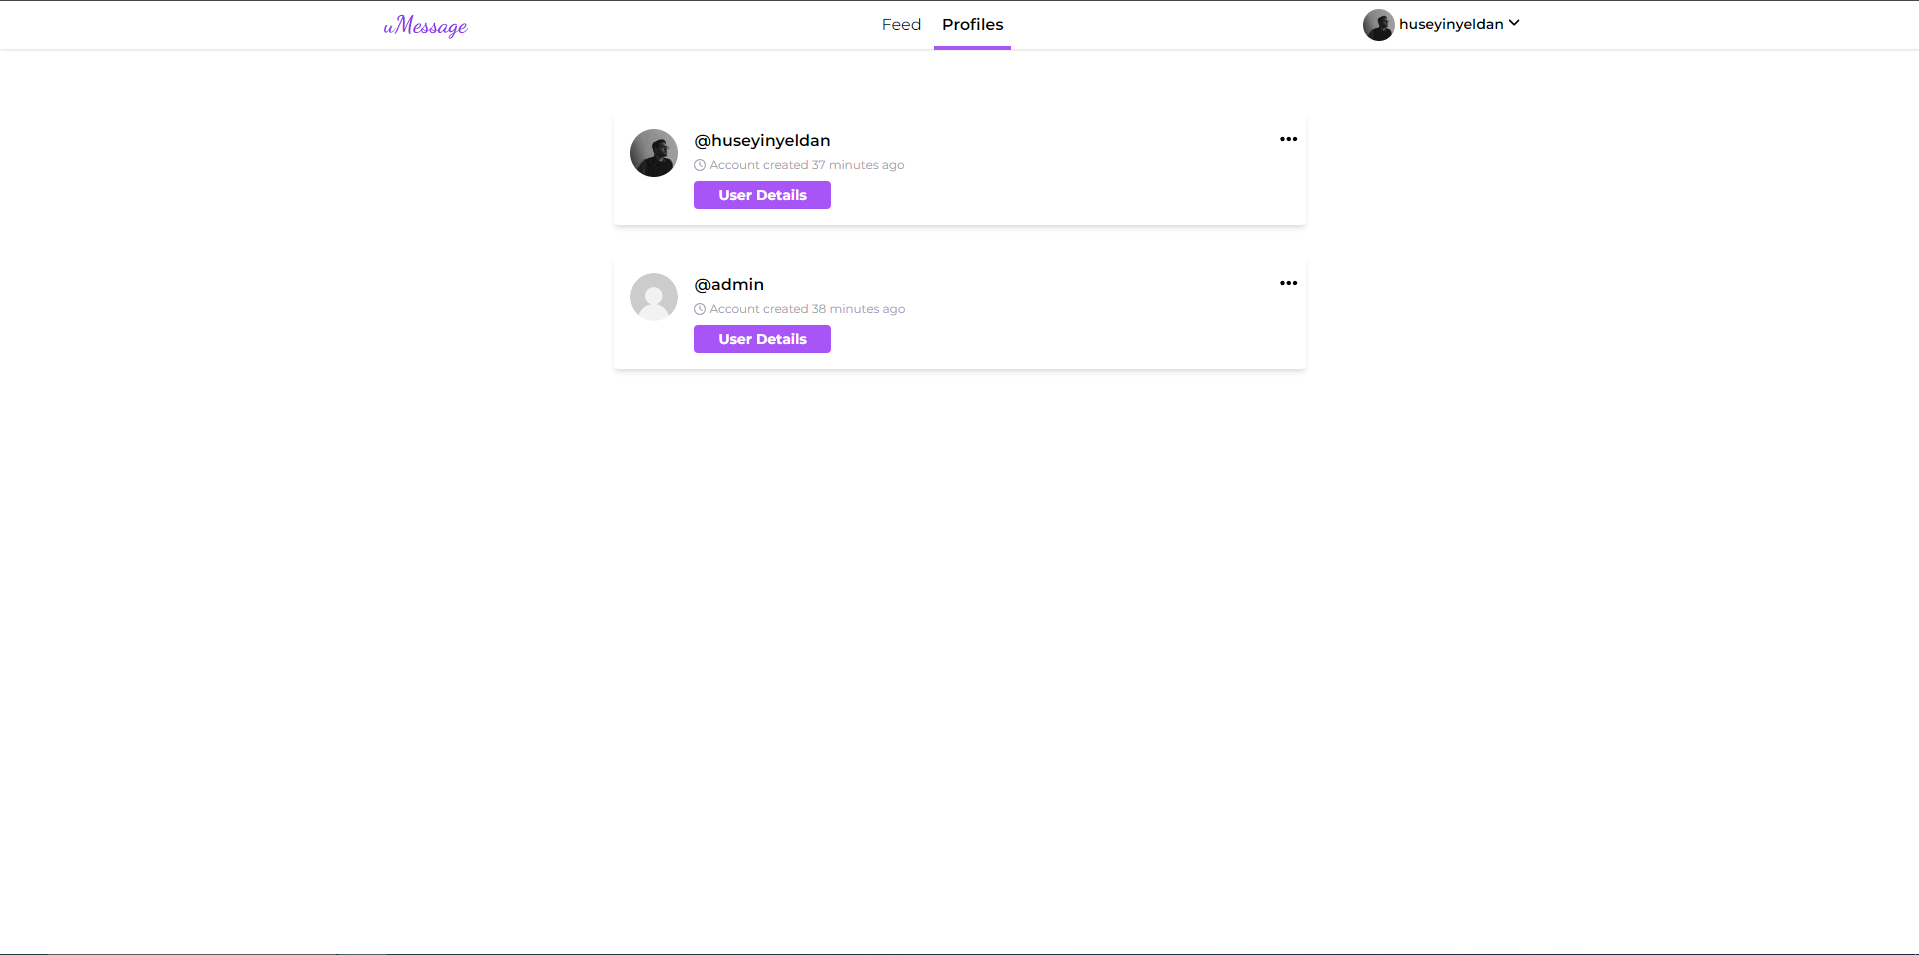 uMessage
Feed Profiles
huseyinyeldan
@huseyinyeldan
Account created 37 minutes ago
User Details
@admin
Account created 38 minutes ago
User Details